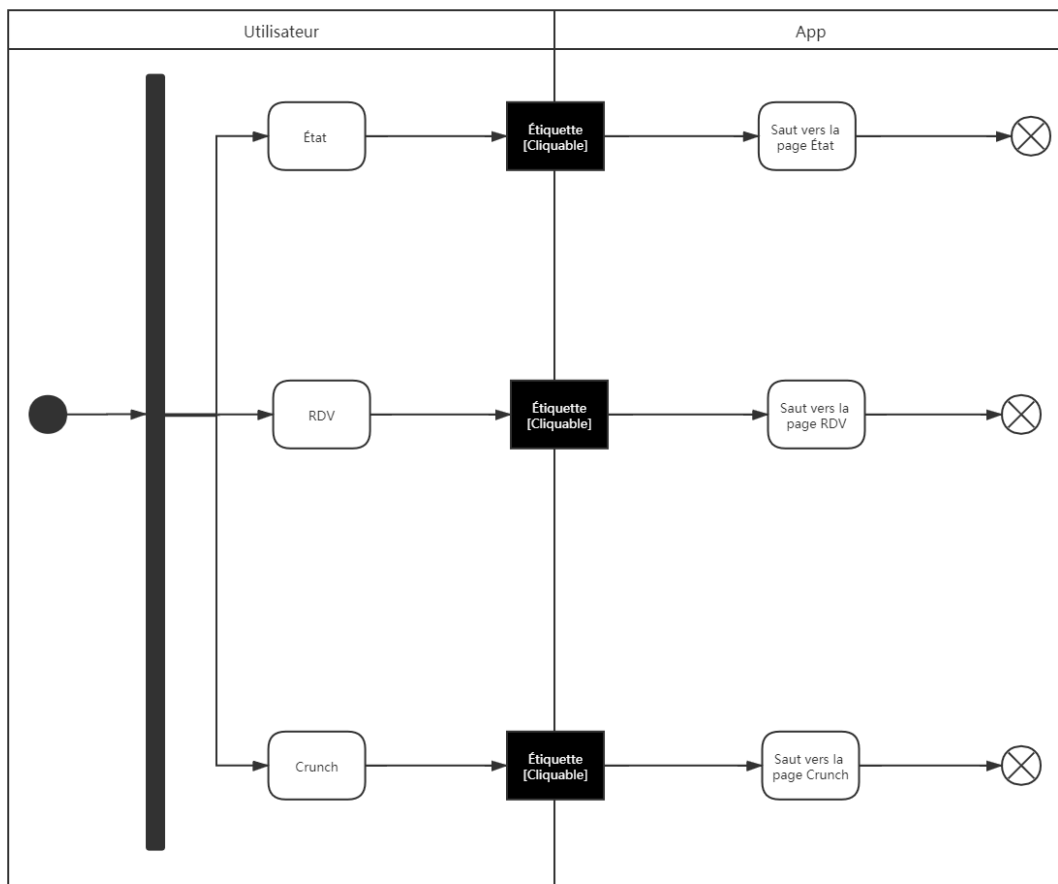 Utilisateur
App
État
Étiquette
[Cliquable]
Saut vers la
page État
RDV
Étiquette
[Cliquable]
Saut vers la
page RDV
Crunch
Étiquette
[Cliquable]
Saut vers la
page Crunch